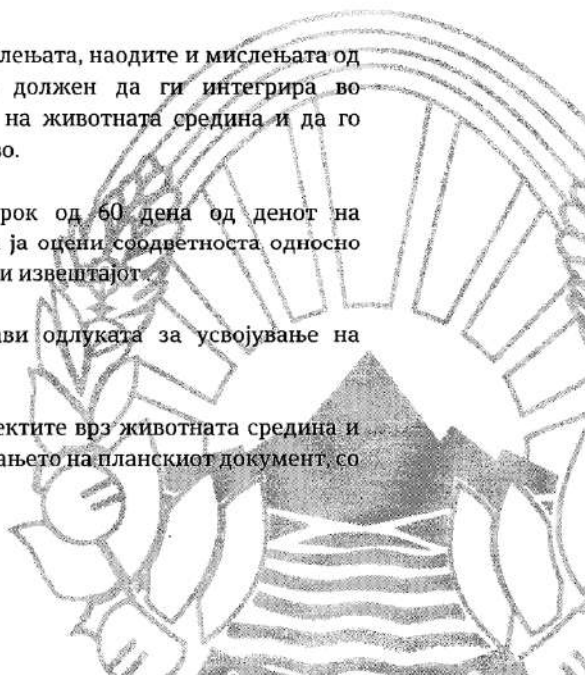 лењата, наодите и мислењата од
должен да ги интегрира во
на животната средина и да го
во.
рок од 60 дена од денот на
ја оцени соодветноста односно
и извештајот.
ви одлуката за усвојување на
ектите врз животната средина и
ањето на планскиот документ, со